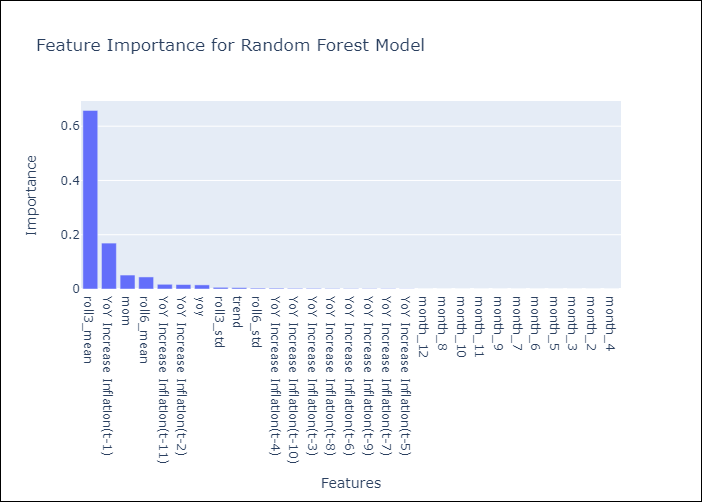 Feature Importance for Random Forest Model
Importance
0.6
0.4
0.2
0
roll3_mean
YoY Increase Inflation(t-1)
mom
roll6_mean
YoY Increase Inflation(t-11)
YoY Increase Inflation(t-2)
yoy
roll3_std
trend
roll6_std
YoY Increase Inflation(t-4)
YoY Increase Inflation(t-10)
YoY Increase Inflation(t-3)
YoY Increase Inflation(t-8)
YoY Increase Inflation(t-6)
YoY Increase Inflation(t-9)
YoY Increase Inflation(t-7)
YoY Increase Inflation(t-5)
month_12
month_8
month_10
month_11
month_9
month_7
month_6
month_5
month_3
month_2
month_4
Features